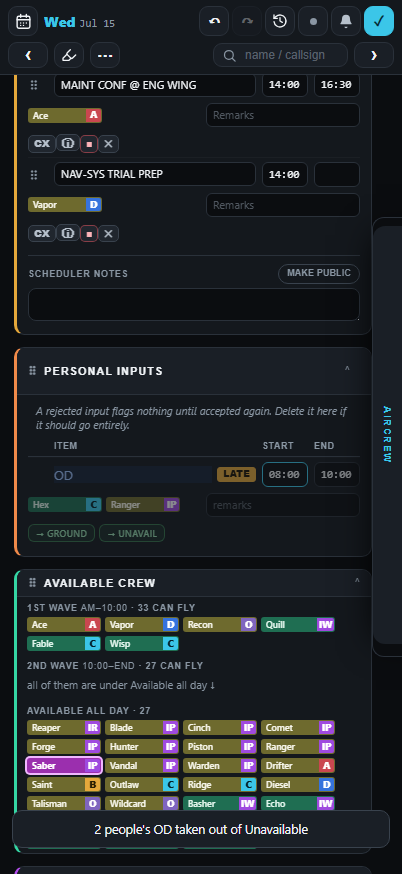 Wed Jul 15
name / callsign
MAINT CONF @ ENG WING 14:00 16:30
Ace A Remarks
CX
NAV-SYS TRIAL PREP 14:00
Vapor D Remarks
CX
SCHEDULER NOTES MAKE PUBLIC
PERSONAL INPUTS
A rejected input flags nothing until accepted again. Delete it here if
it should go entirely.
ITEM START END
OD LATE 08:00 10:00
Hex C Ranger IP remarks
→ GROUND → UNAVAIL
AIRCREW
AVAILABLE CREW
1ST WAVE AM–10:00 · 33 CAN FLY
Ace A Vapor D Recon O Quill IW
Fable C Wisp C
2ND WAVE 10:00–END · 27 CAN FLY
all of them are under Available all day ↓
AVAILABLE ALL DAY · 27
Reaper IR Blade IP Cinch IP Comet IP
Forge IP Hunter IP Piston IP Ranger IP
Saber IP Vandal IP Warden IP Drifter A
Saint B Outlaw C Ridge C Diesel D
Talisman O Wildcard O Basher IW Echo IW
2 people's OD taken out of Unavailable